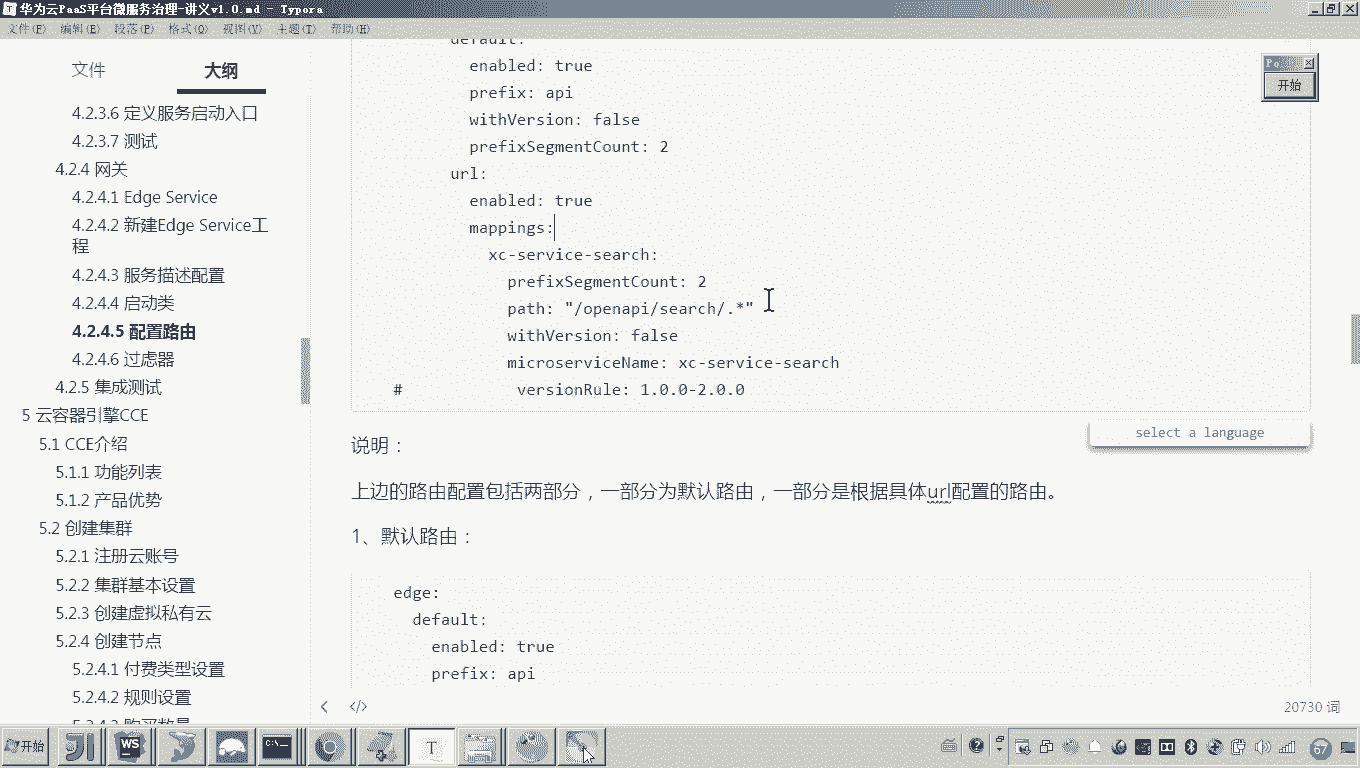 华为云PaaS平台微服务治理-讲义v1.0.md - Typora
文件(F) 编辑(E) 段落(P) 格式(O) 视图(V) 主题(T) 帮助(H)
文件 大纲
4.2.3.6 定义服务启动入口
4.2.3.7 测试
4.2.4 网关
4.2.4.1 Edge Service
4.2.4.2 新建Edge Service工
程
4.2.4.3 服务描述配置
4.2.4.4 启动类
4.2.4.5 配置路由
4.2.4.6 过虑器
4.2.5 集成测试
5 云容器引擎CCE
5.1 CCE介绍
5.1.1 功能列表
5.1.2 产品优势
5.2 创建集群
5.2.1 注册云账号
5.2.2 集群基本设置
5.2.3 创建虚拟私有云
5.2.4 创建节点
5.2.4.1 付费类型设置
5.2.4.2 规则设置
5.2.4.3 购买数量
default:
enabled: true
prefix: api
withVersion: false
prefixSegmentCount: 2
url:
enabled: true
mappings:
xc-service-search:
prefixSegmentCount: 2
path: "/openapi/search/.*"
withVersion: false
microserviceName: xc-service-search
# versionRule: 1.0.0-2.0.0
select a language
说明：
上边的路由配置包括两部分，一部分为默认路由，一部分是根据具体url配置的路由。
1、默认路由：
edge:
default:
enabled: true
prefix: api
20730 词
Po
开始
开始
WS
C:\
T
67